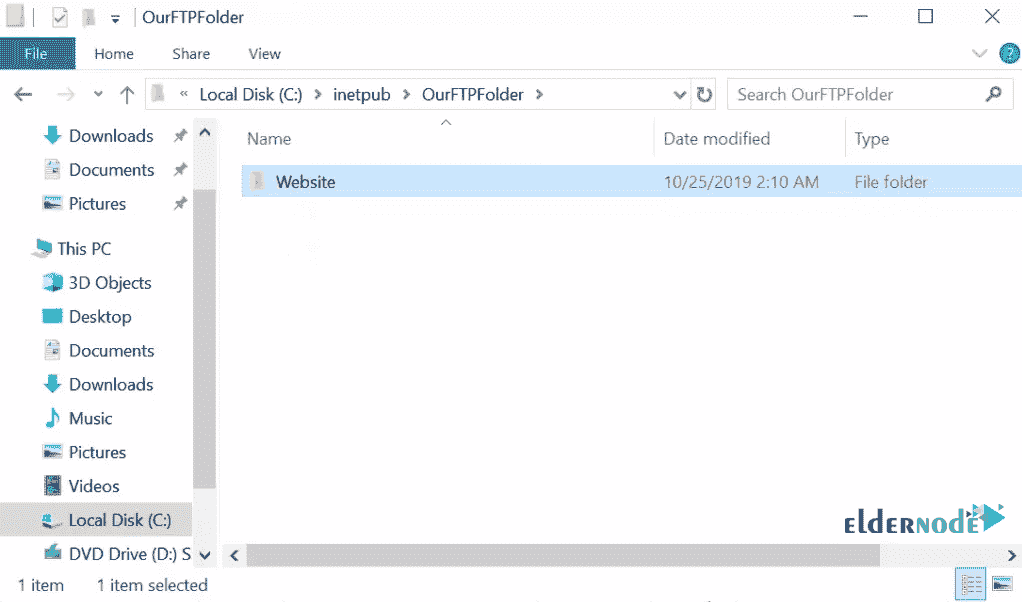 OurFTPFolder
File Home Share View
« Local Disk (C:) > inetpub > OurFTPFolder >
Search OurFTPFolder
Downloads
Documents
Pictures
This PC
3D Objects
Desktop
Documents
Downloads
Music
Pictures
Videos
Local Disk (C:)
DVD Drive (D:) S
Name Date modified Type
Website 10/25/2019 2:10 AM File folder
elderNode
1 item 1 item selected